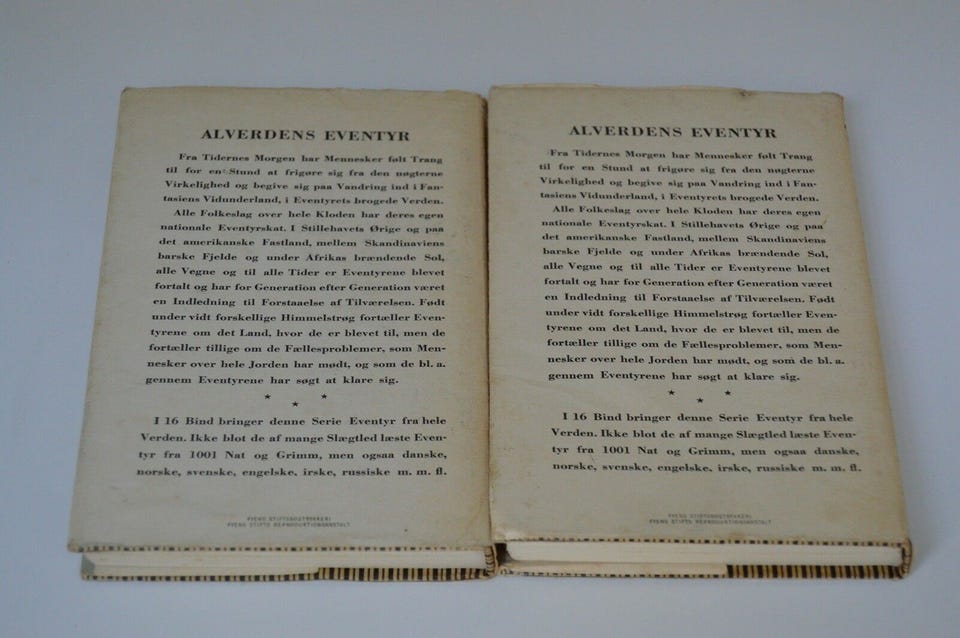 ALVERDENS EVENTYR
Fra Tidernes Morgen har Mennesker følt Trang
til for en Stund at frigøre sig fra den nøgterne
Virkelighed og begive sig paa Vandring ind i Fan-
tasiens Vidunderland, i Eventyrets brogede Verden.
Alle Folkeslag over hele Kloden har deres egen
nationale Eventyrskat. I Stillehavets Ørige og paa
det amerikanske Fastland, mellem Skandinaviens
barske Fjelde og under Afrikas brændende Sol,
alle Vegne og til alle Tider er Eventyrene blevet
fortalt og har for Generation efter Generation været
en Indledning til Forstaaelse af Tilværelsen. Født
under vidt forskellige Himmelstrøg fortæller Even-
tyrene om det Land, hvor de er blevet til, men de
fortæller tillige om de Fællesproblemer, som Men-
nesker over hele Jorden har mødt, og som de bl. a.
gennem Eventyrene har søgt at klare sig.
I 16 Bind bringer denne Serie Eventyr fra hele
Verden. Ikke blot de af mange Slægtled læste Even-
tyr fra 1001 Nat og Grimm, men ogsaa danske,
norske, svenske, engelske, irske, russiske m. m. fl.
FYENS STIFTSBOGTRYKKERI
FYENS STIFTS REPRODUKTIONSANSTALT
ALVERDENS EVENTYR
Fra Tidernes Morgen har Mennesker følt Trang
til for en Stund at frigøre sig fra den nøgterne
Virkelighed og begive sig paa Vandring ind i Fan-
tasiens Vidunderland, i Eventyrets brogede Verden.
Alle Folkeslag over hele Kloden har deres egen
nationale Eventyrskat. I Stillehavets Ørige og paa
det amerikanske Fastland, mellem Skandinaviens
barske Fjelde og under Afrikas brændende Sol,
alle Vegne og til alle Tider er Eventyrene blevet
fortalt og har for Generation efter Generation været
en Indledning til Forstaaelse af Tilværelsen. Født
under vidt forskellige Himmelstrøg fortæller Even-
tyrene om det Land, hvor de er blevet til, men de
fortæller tillige om de Fællesproblemer, som Men-
nesker over hele Jorden har mødt, og som de bl. a.
gennem Eventyrene har søgt at klare sig.
I 16 Bind bringer denne Serie Eventyr fra hele
Verden. Ikke blot de af mange Slægtled læste Even-
tyr fra 1001 Nat og Grimm, men ogsaa danske,
norske, svenske, engelske, irske, russiske m. m. fl.
FYENS STIFTSBOGTRYKKERI
FYENS STIFTS REPRODUKTIONSANSTALT